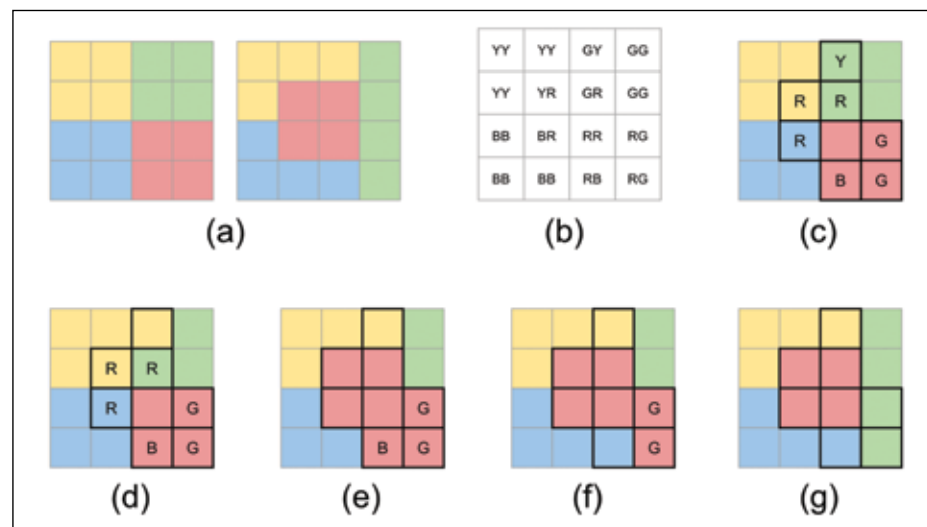 YY YY GY GG
YY YR GR GG
BB BR RR RG
BB BB RB RG
Y
R R
R G
B G
(a) (b) (c)
R R
R G
B G
G
B G
G
G
(d) (e) (f) (g)